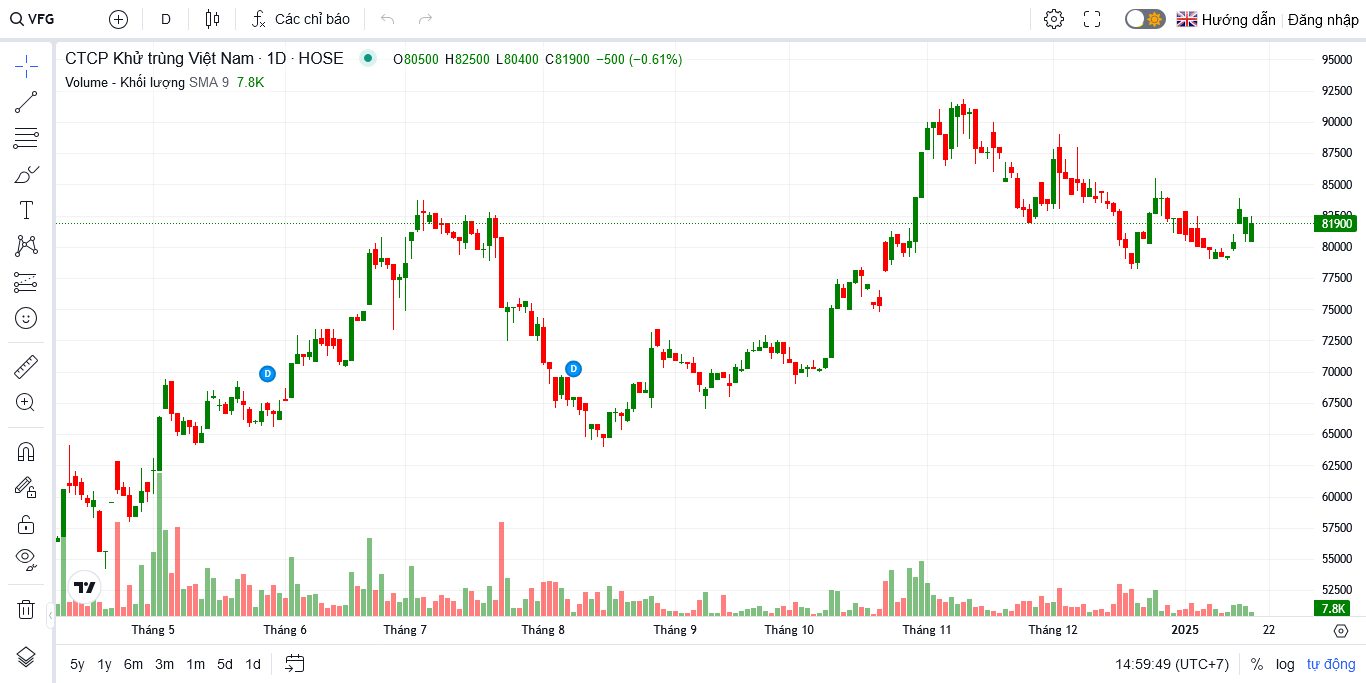 VFG D Các chỉ báo Hướng dẫn Đăng nhập
CTCP Khử trùng Việt Nam · 1D · HOSE O80500 H82500 L80400 C81900 −500 (−0.61%)
Volume - Khối lượng SMA 9 7.8K
95000
92500
90000
87500
85000
81900
80000
77500
75000
72500
70000
67500
65000
62500
60000
57500
55000
52500
7.8K
D
D
T
Tháng 5 Tháng 6 Tháng 7 Tháng 8 Tháng 9 Tháng 10 Tháng 11 Tháng 12 2025 22
5y 1y 6m 3m 1m 5d 1d 14:59:49 (UTC+7) % log tự động